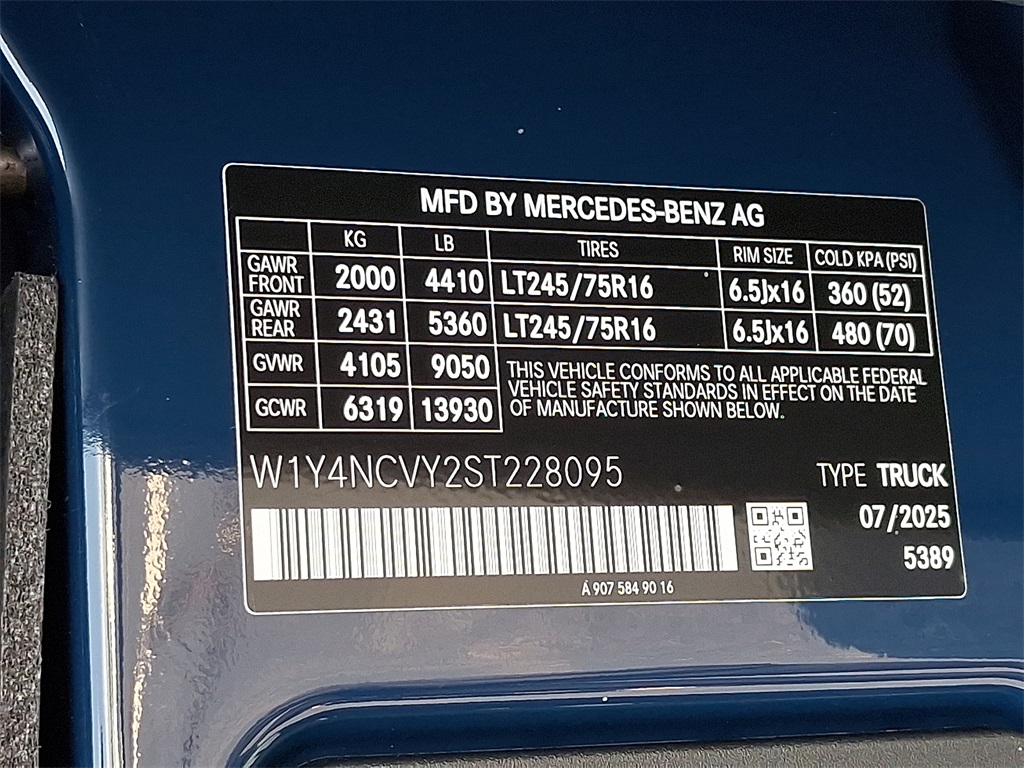 MFD BY MERCEDES-BENZ AG
KG LB TIRES RIM SIZE COLD KPA (PSI)
GAWR FRONT 2000 4410 LT245/75R16 6.5Jx16 360 (52)
GAWR REAR 2431 5360 LT245/75R16 6.5Jx16 480 (70)
GVWR 4105 9050
GCWR 6319 13930
THIS VEHICLE CONFORMS TO ALL APPLICABLE FEDERAL
VEHICLE SAFETY STANDARDS IN EFFECT ON THE DATE
OF MANUFACTURE SHOWN BELOW.
W1Y4NCVY2ST228095 TYPE TRUCK
07/2025
5389
A 907 584 90 16